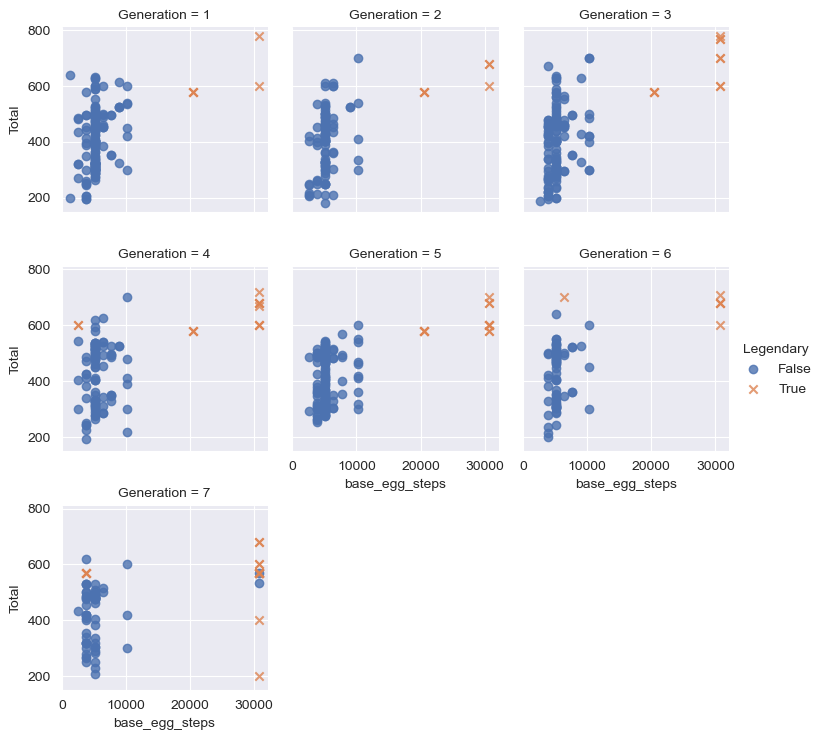 Generation = 1
Generation = 2
Generation = 3
800
600
400
200
Total
Generation = 4
Generation = 5
Generation = 6
800
600
400
200
Total
0
10000
20000
30000
0
10000
20000
30000
base_egg_steps
base_egg_steps
Legendary
False
True
Generation = 7
800
600
400
200
Total
0
10000
20000
30000
base_egg_steps